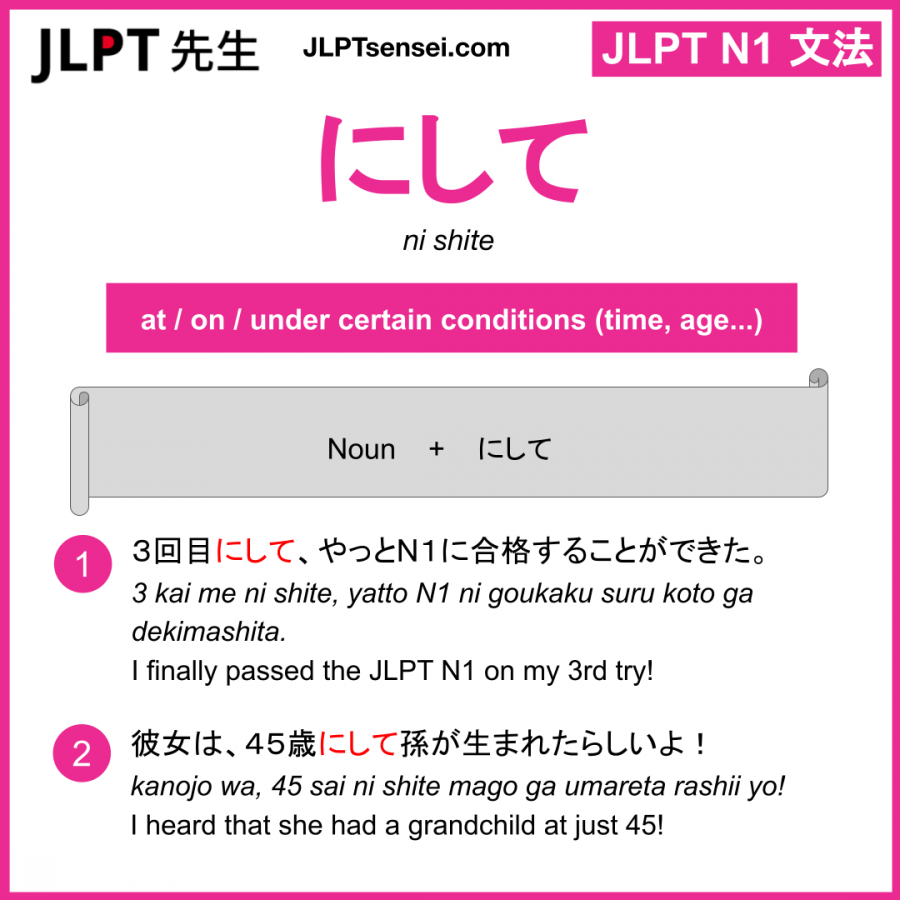 JLPT 先生
JLPTsensei.com
JLPT N1 文法
にして
ni shite
at / on / under certain conditions (time, age...)
Noun + にして
1
３回目にして、やっとN１に合格することができた。
3 kai me ni shite, yatto N1 ni goukaku suru koto ga
dekimashita.
I finally passed the JLPT N1 on my 3rd try!
2
彼女は、４５歳にして孫が生まれたらしいよ！
kanojo wa, 45 sai ni shite mago ga umareta rashii yo!
I heard that she had a grandchild at just 45!